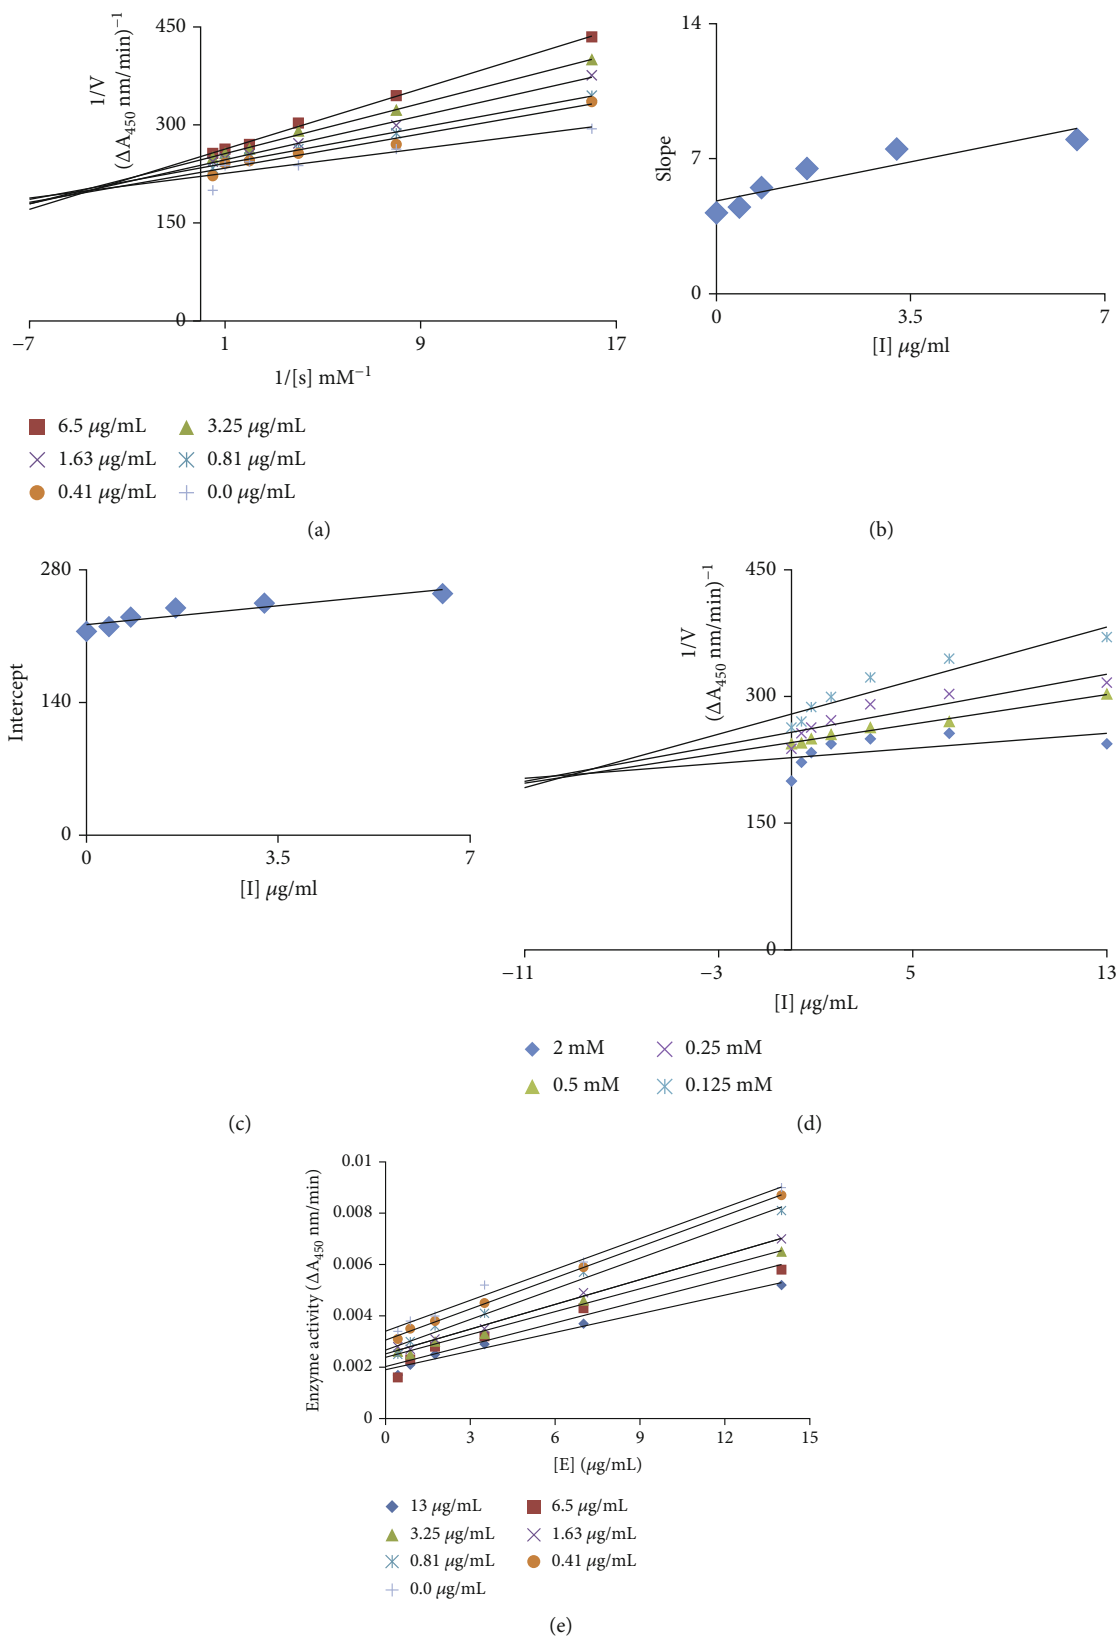 450
300
150
0
1/V
(ΔA450 nm/min)−1
−7 1 9 17
1/[s] mM−1
6.5 μg/mL 3.25 μg/mL
1.63 μg/mL 0.81 μg/mL
0.41 μg/mL 0.0 μg/mL
(a)
14
7
0
Slope
0 3.5 7
[I] μg/ml
(b)
280
140
0
Intercept
0 3.5 7
[I] μg/ml
(c)
450
300
150
0
1/V
(ΔA450 nm/min)−1
−11 −3 5 13
[I] μg/mL
2 mM 0.25 mM
0.5 mM 0.125 mM
(d)
0.01
0.008
0.006
0.004
0.002
0
Enzyme activity (ΔA450 nm/min)
0 3 6 9 12 15
[E] (μg/mL)
13 μg/mL 6.5 μg/mL
3.25 μg/mL 1.63 μg/mL
0.81 μg/mL 0.41 μg/mL
0.0 μg/mL
(e)